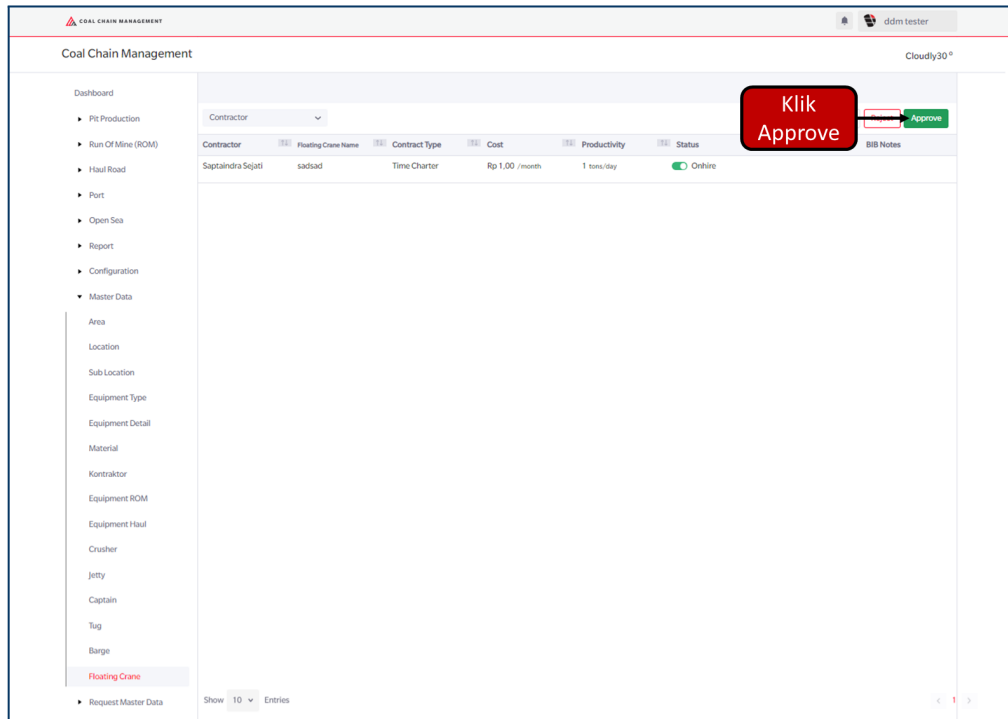 COAL CHAIN MANAGEMENT
ddm tester
Coal Chain Management
Cloudly30 °
Dashboard
Pit Production
Run Of Mine (ROM)
Haul Road
Port
Open Sea
Report
Configuration
Master Data
Area
Location
Sub Location
Equipment Type
Equipment Detail
Material
Kontraktor
Equipment ROM
Equipment Haul
Crusher
Jetty
Captain
Tug
Barge
Floating Crane
Request Master Data
Contractor
Klik
Approve
Reject
Approve
Contractor Floating Crane Name Contract Type Cost Productivity Status BIB Notes
Saptaindra Sejati sadsad Time Charter Rp 1,00 /month 1 tons/day Onhire
Show 10 Entries
1